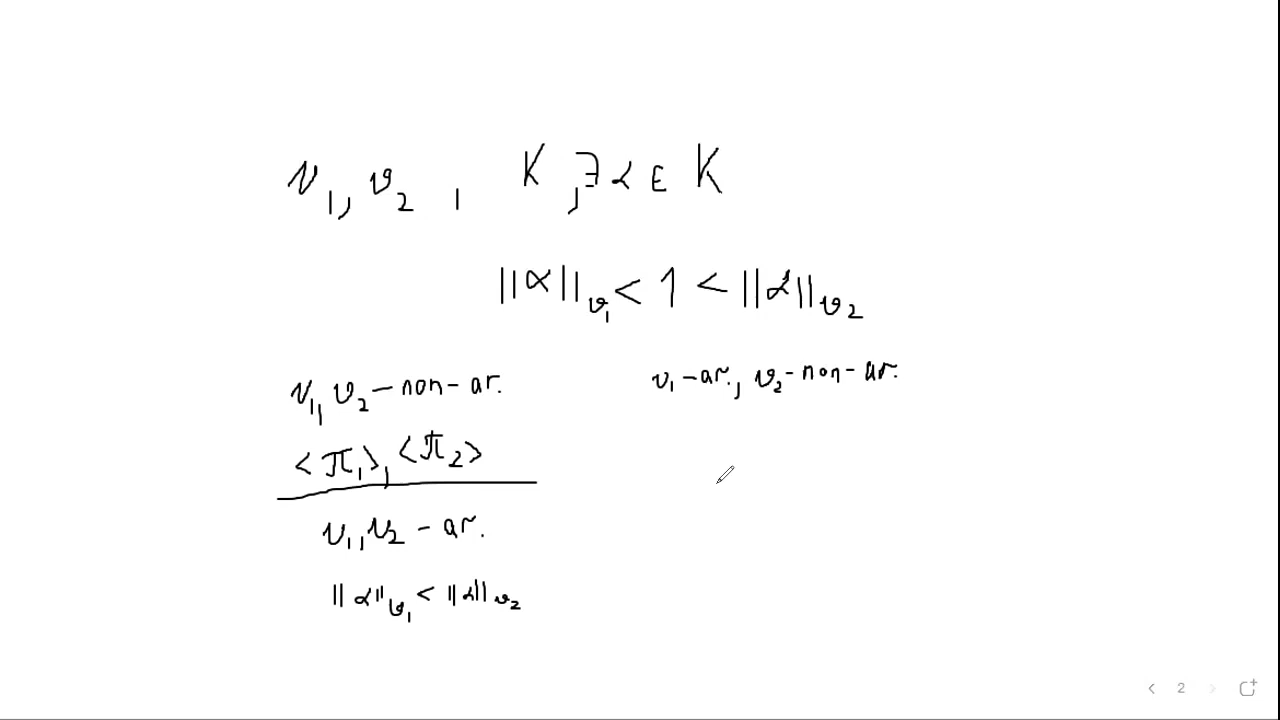 v₁, v₂ , K, ∃ α ∈ K
||α||v₁ < 1 < ||α||v₂
v₁, v₂ – non-ar.
<π₁>, <π₂>
v₁, v₂ – ar.
||α||v₁ < ||α||v₂
v₁ – ar., v₂ - non - ar.
2